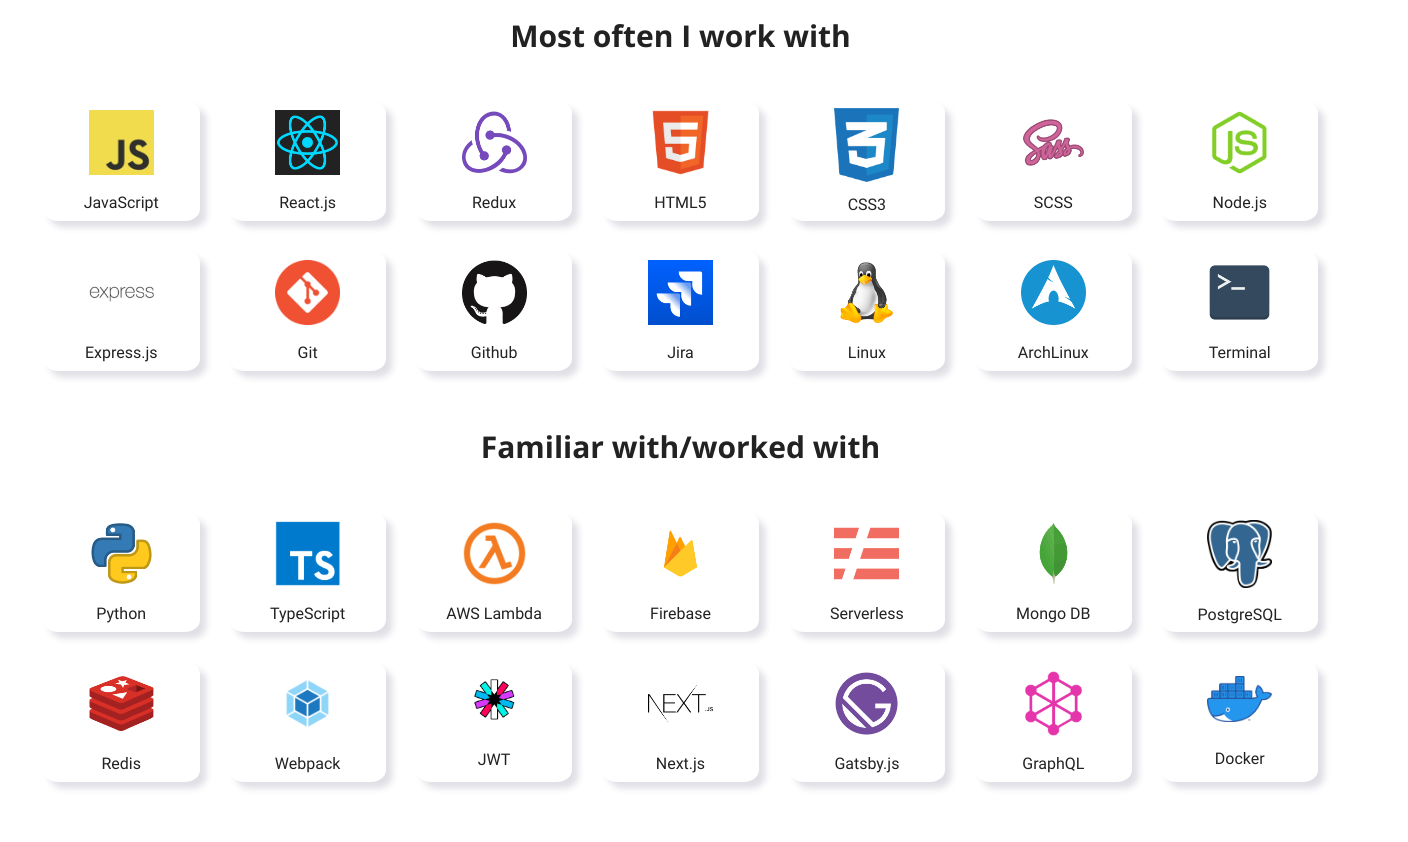 Most often I work with
JS
JavaScript
React.js
Redux
5
HTML5
3
CSS3
Sass
SCSS
JS
Node.js
express
Express.js
Git
Github
Jira
Linux
ArchLinux
>_
Terminal
Familiar with/worked with
Python
TS
TypeScript
λ
AWS Lambda
Firebase
Serverless
Mongo DB
PostgreSQL
Redis
Webpack
JWT
NEXT.JS
Next.js
G
Gatsby.js
GraphQL
Docker